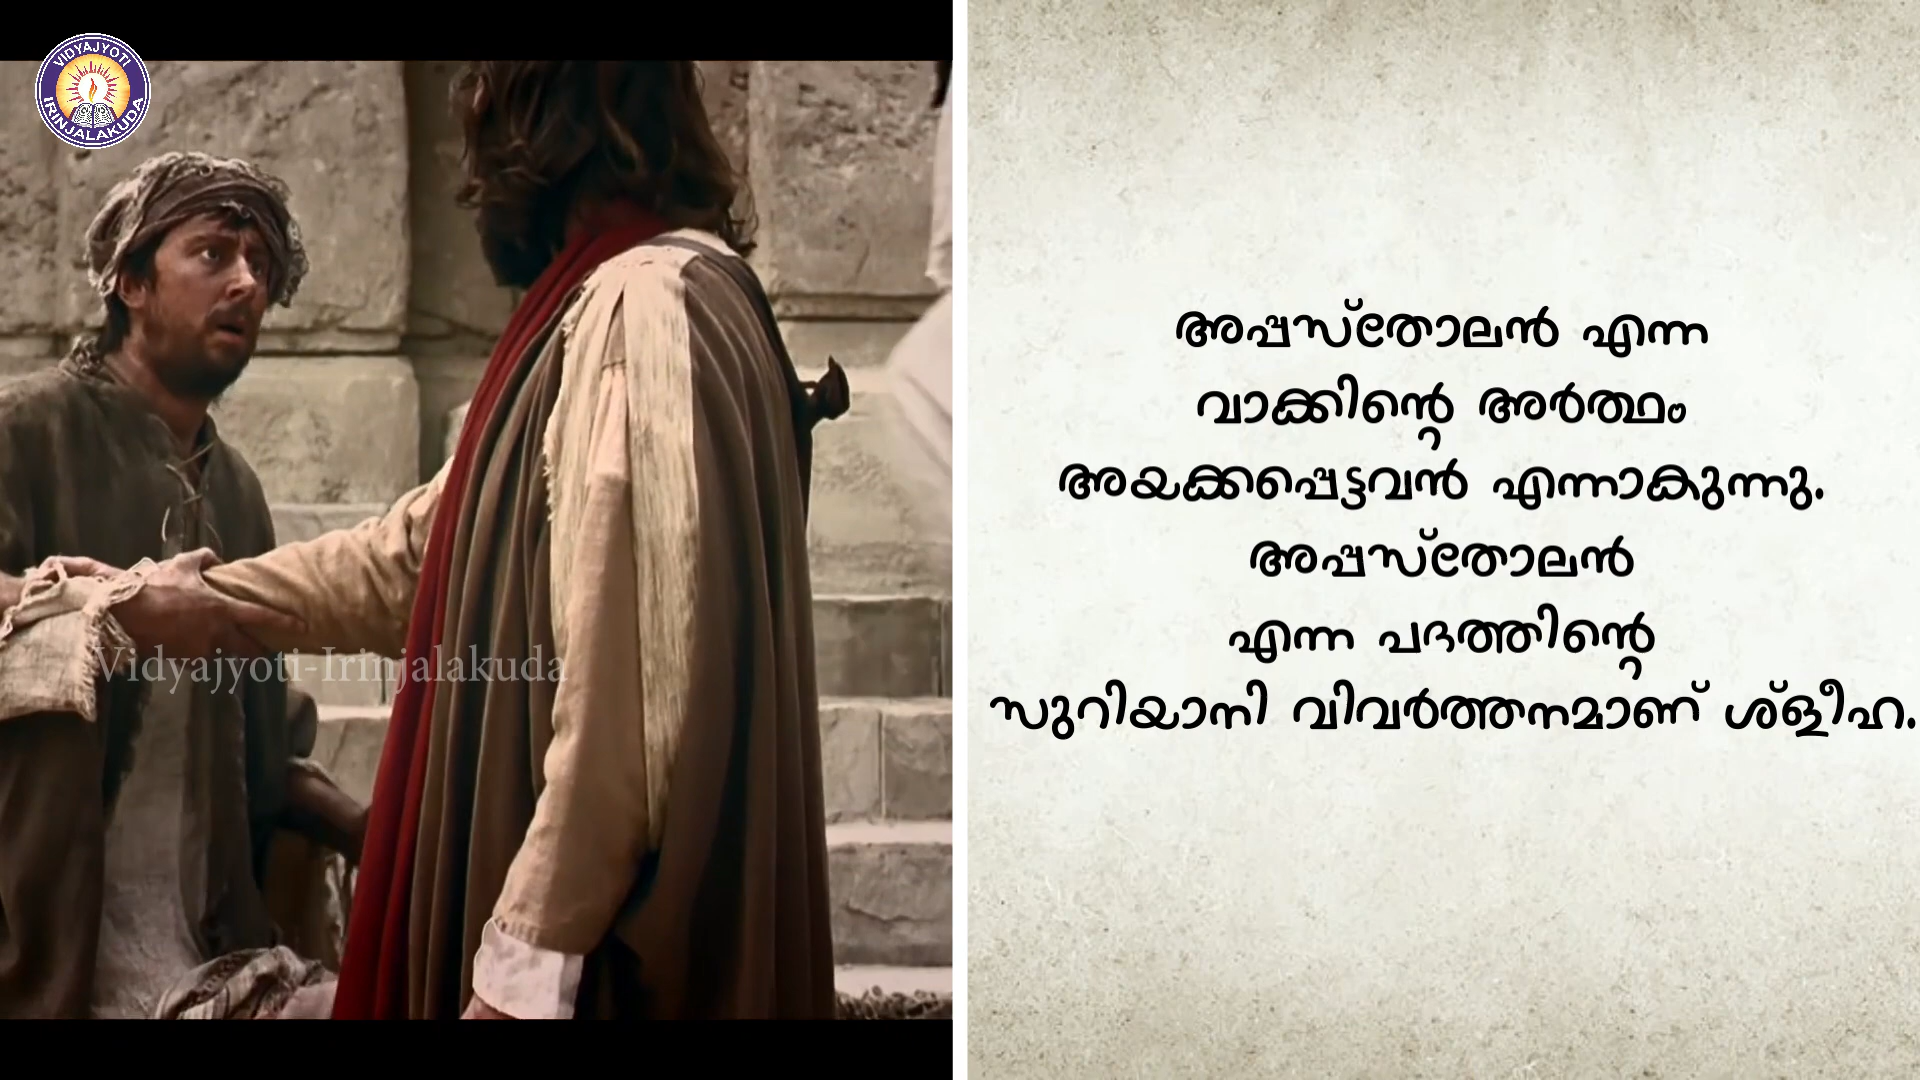 VIDYAJYOTI
IRINJALAKUDA
Vidyajyoti-Irinjalakuda
അപ്പസ്തോലൻ എന്ന
വാക്കിന്റെ അർത്ഥം
അയക്കപ്പെട്ടവൻ എന്നാകുന്നു.
അപ്പസ്തോലൻ
എന്ന പദത്തിന്റെ
സുറിയാനി വിവർത്തനമാണ് ശ്ളീഹ.